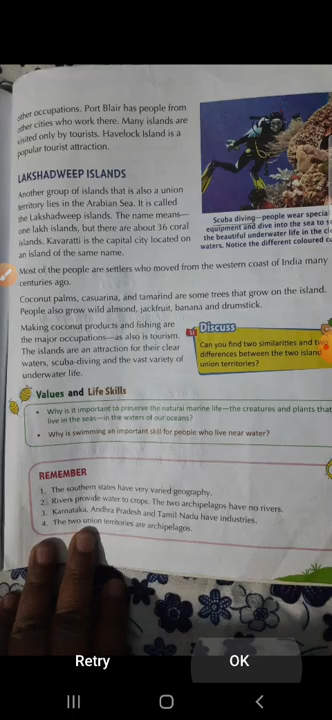 other occupations. Port Blair has people from
other cities who work there. Many islands are
visited only by tourists. Havelock Island is a
popular tourist attraction.
LAKSHADWEEP ISLANDS
Another group of islands that is also a union
territory lies in the Arabian Sea. It is called
the Lakshadweep islands. The name means—
one lakh islands, but there are about 36 coral
islands. Kavaratti is the capital city located on
an island of the same name.
Scuba diving—people wear special
equipment and dive into the sea to
the beautiful underwater life in the
waters. Notice the different coloured
Most of the people are settlers who moved from the western coast of India many
centuries ago.
Coconut palms, casuarina, and tamarind are some trees that grow on the island.
People also grow wild almond, jackfruit, banana and drumstick.
Making coconut products and fishing are
the major occupations—as also is tourism.
The islands are an attraction for their clear
waters, scuba-diving and the vast variety of
underwater life.
Discuss
Can you find two similarities and
differences between the two island
union territories?
Values and Life Skills
• Why is it important to preserve the natural marine life—the creatures and plants that
live in the seas—in the waters of our oceans?
• Why is swimming an important skill for people who live near water?
REMEMBER
1. The southern states have very varied geography.
2. Rivers provide water to crops. The two archipelagos have no rivers.
3. Karnataka, Andhra Pradesh and Tamil Nadu have industries.
4. The two union territories are archipelagos.
Retry
OK